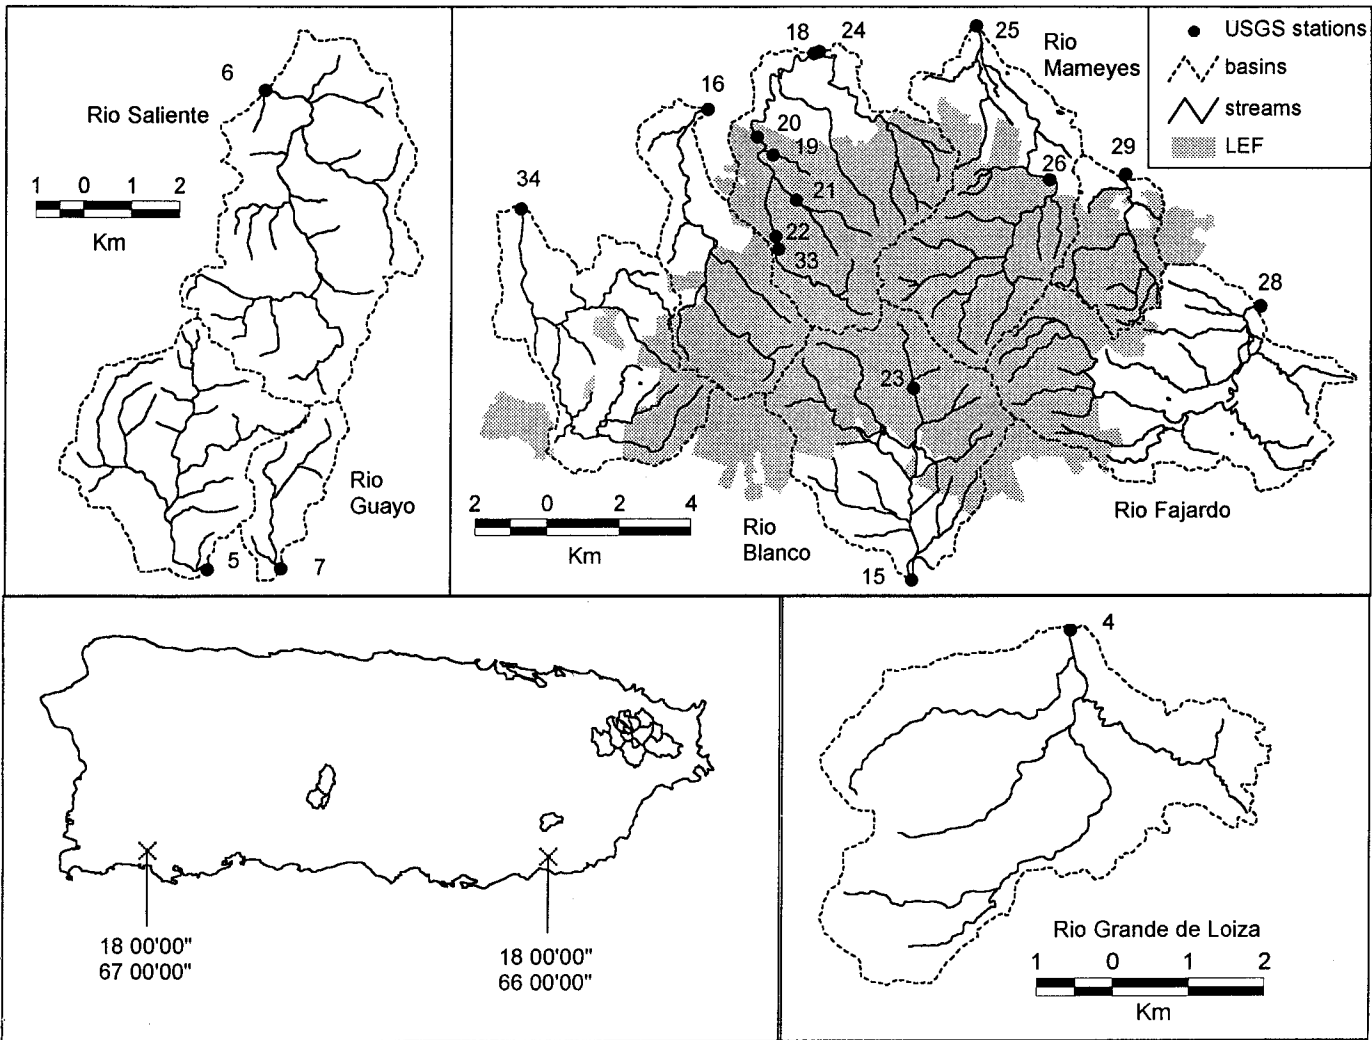 6
Rio Saliente
1 0 1 2
Km
Rio
Guayo
5
7
18
24
25
Rio
Mameyes
USGS stations
basins
streams
LEF
16
20
19
29
26
34
21
22
33
28
23
2 0 2 4
Km
Rio
Blanco
Rio Fajardo
15
18 00'00"
67 00'00"
18 00'00"
66 00'00"
4
Rio Grande de Loiza
1 0 1 2
Km